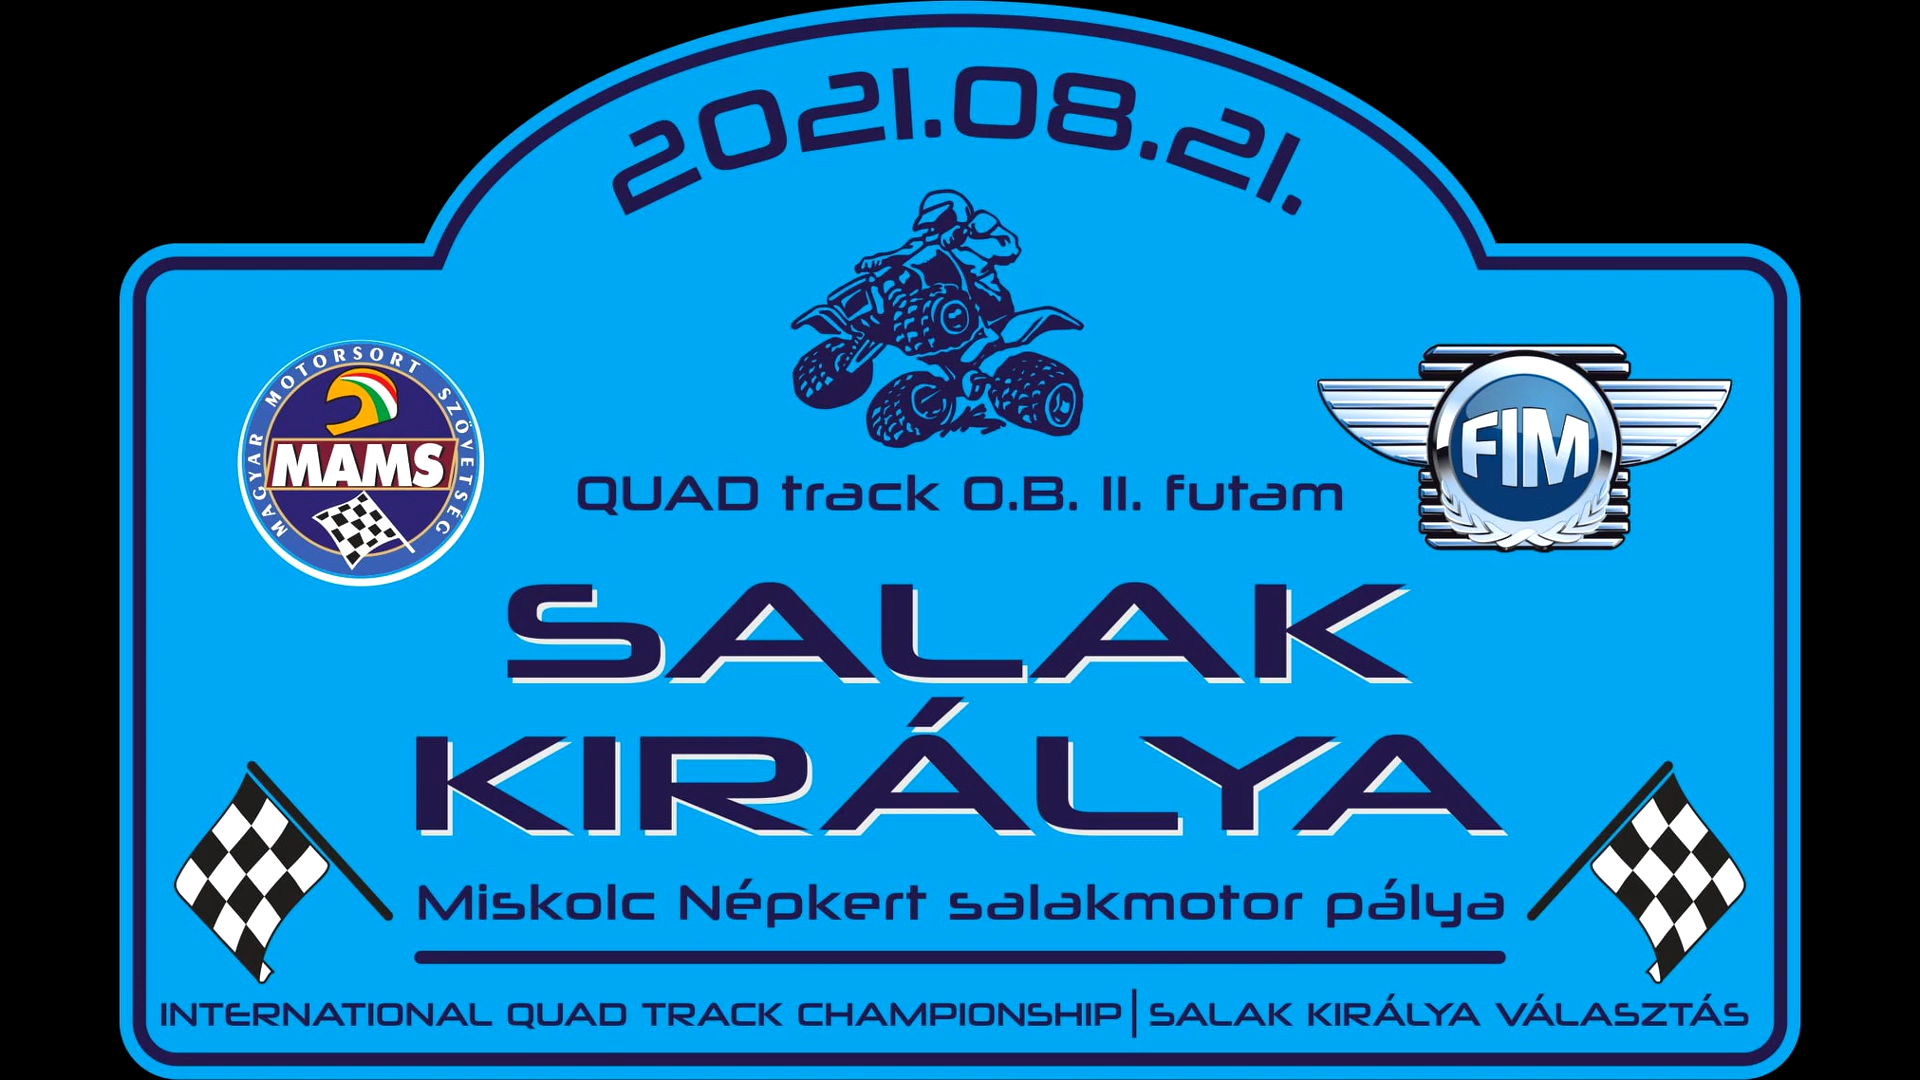 2021.08.21.
MAGYAR MOTORSORT SZÖVETSÉG
MAMS
FIM
QUAD track O.B. II. futam
SALAK
KIRÁLYA
Miskolc Népkert salakmotor pálya
INTERNATIONAL QUAD TRACK CHAMPIONSHIP|SALAK KIRÁLYA VÁLASZTÁS